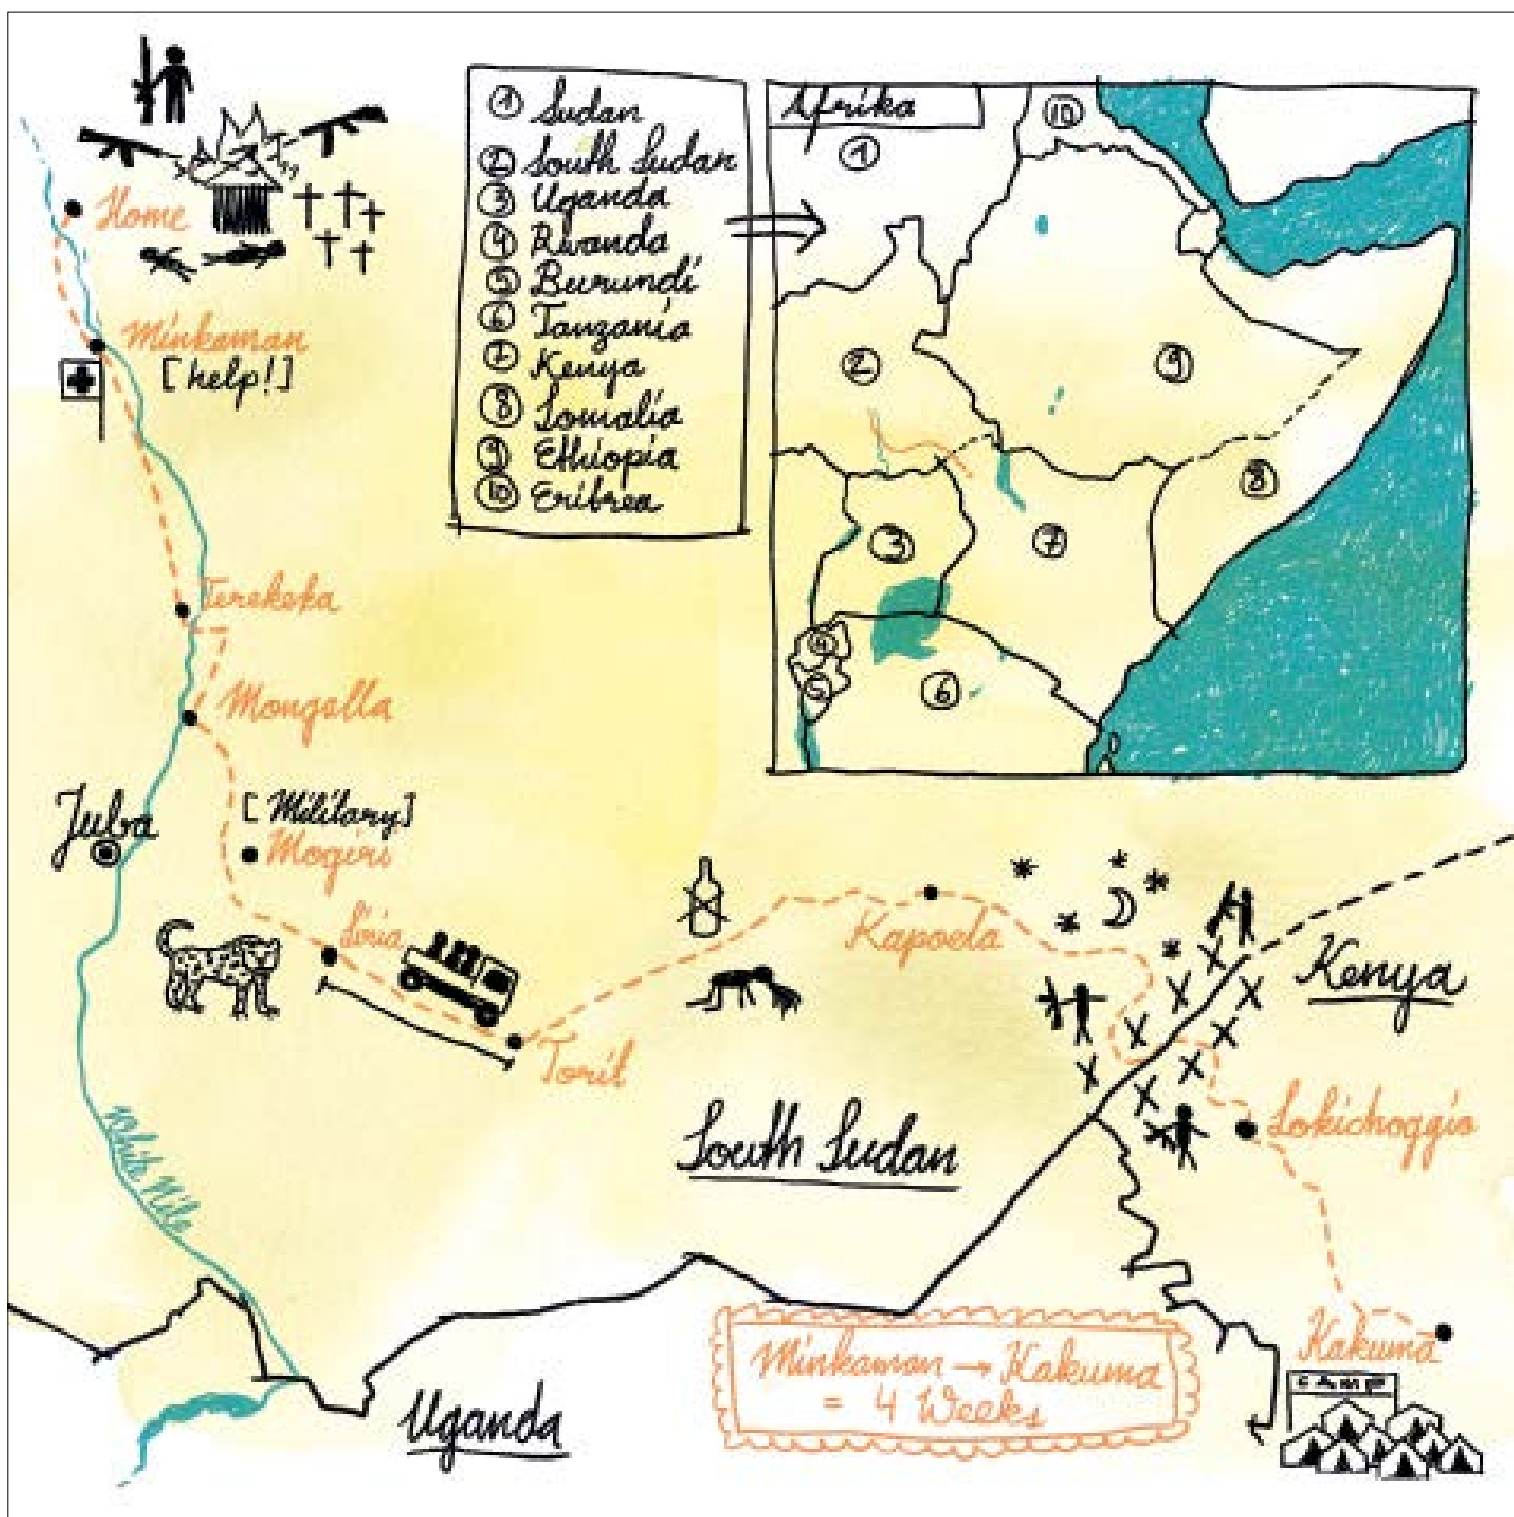 Home
Minkaman
[help!]
Terekeka
Mongella
Juba
[Military]
Mogiri
Liria
Torit
Kapoeta
Lokichoggio
Kakuma
CAMP
White Nile
South Sudan
Kenya
Uganda
Minkaman → Kakuma
= 4 Weeks
① Sudan
② South Sudan
③ Uganda
④ Rwanda
⑤ Burundi
⑥ Tanzania
⑦ Kenya
⑧ Somalia
⑨ Ethiopia
⑩ Eritrea
Afrika
①
⑩
②
⑨
⑧
③
⑦
④
⑤
⑥